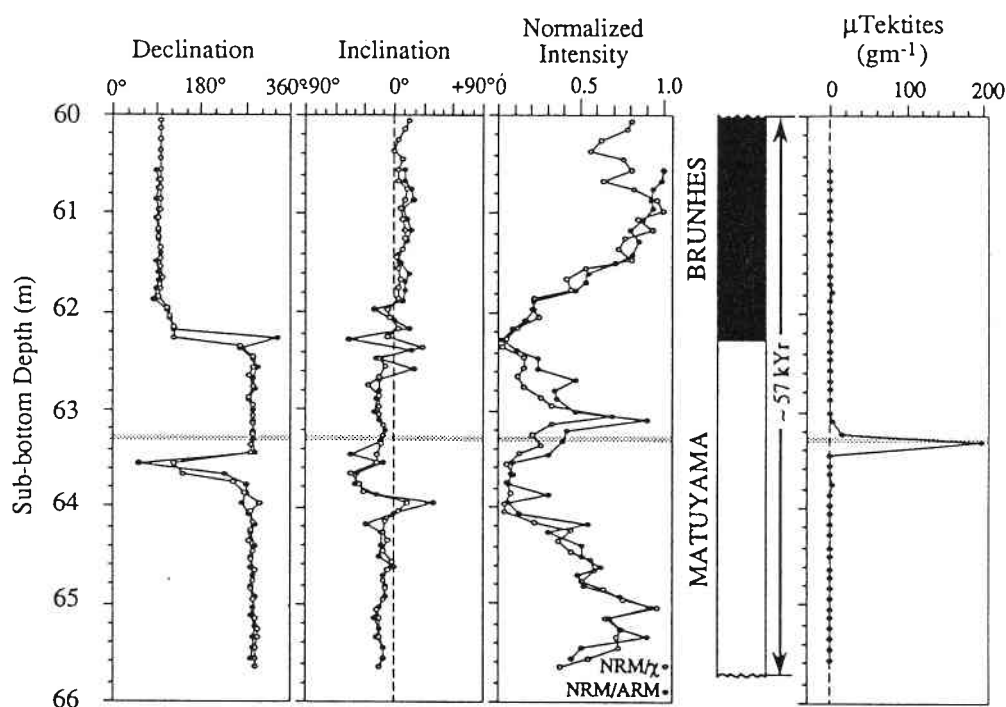 Declination
Inclination
Normalized
Intensity
μTektites
(gm⁻¹)
0° 180° 360°
-90° 0° +90°
0 0.5 1.0
0 100 200
Sub-bottom Depth (m)
60
61
62
63
64
65
66
BRUNHES
MATUYAMA
~57 kYr
NRM/χ
NRM/ARM